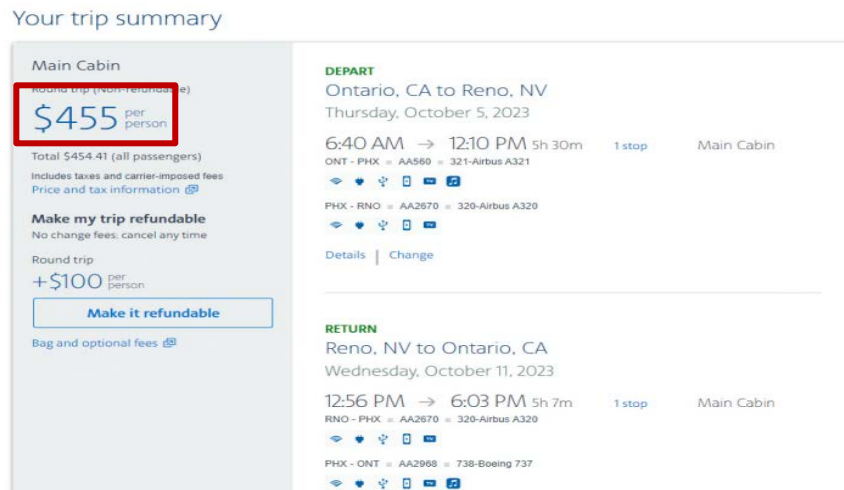 Your trip summary
Main Cabin
Round trip (Non-refundable)
$455 per person
Total $454.41 (all passengers)
Includes taxes and carrier-imposed fees
Price and tax information
Make my trip refundable
No change fees; cancel any time
Round trip
+$100 per person
Make it refundable
Bag and optional fees
DEPART
Ontario, CA to Reno, NV
Thursday, October 5, 2023
6:40 AM → 12:10 PM 5h 30m 1 stop Main Cabin
ONT - PHX = AA560 = 321-Airbus A321
PHX - RNO = AA2670 = 320-Airbus A320
Details | Change
RETURN
Reno, NV to Ontario, CA
Wednesday, October 11, 2023
12:56 PM → 6:03 PM 5h 7m 1 stop Main Cabin
RNO - PHX = AA2670 = 320-Airbus A320
PHX - ONT = AA2968 = 738-Boeing 737